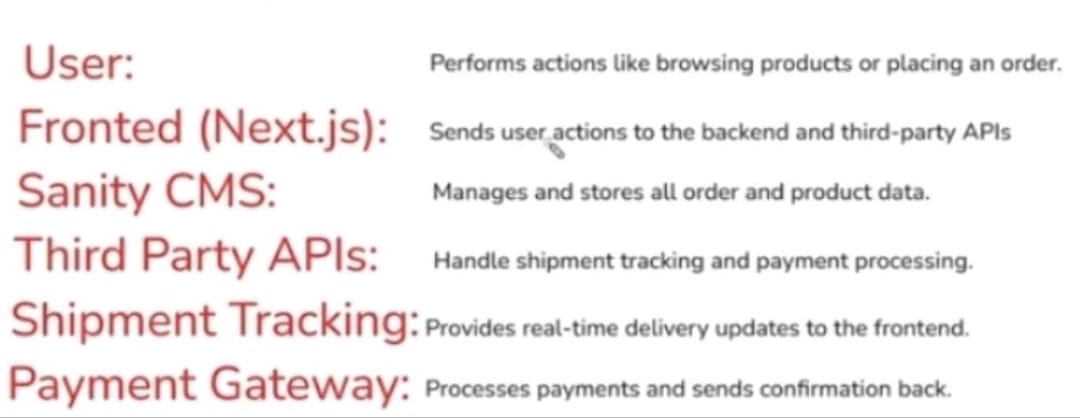 User: Performs actions like browsing products or placing an order.
Fronted (Next.js): Sends user actions to the backend and third-party APIs
Sanity CMS: Manages and stores all order and product data.
Third Party APIs: Handle shipment tracking and payment processing.
Shipment Tracking: Provides real-time delivery updates to the frontend.
Payment Gateway: Processes payments and sends confirmation back.